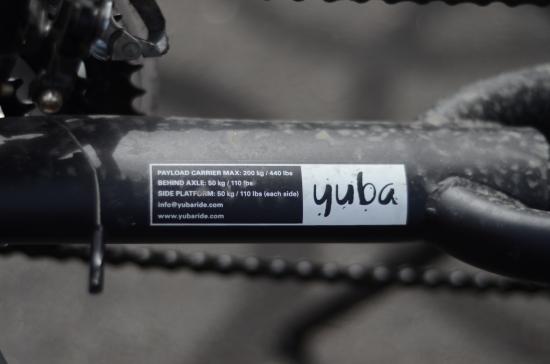 PAYLOAD CARRIER MAX: 200 kg / 440 lbs
BEHIND AXLE: 50 kg / 110 lbs
SIDE PLATFORM: 50 kg / 110 lbs (each side)
info@yubaride.com
www.yubaride.com
yuba